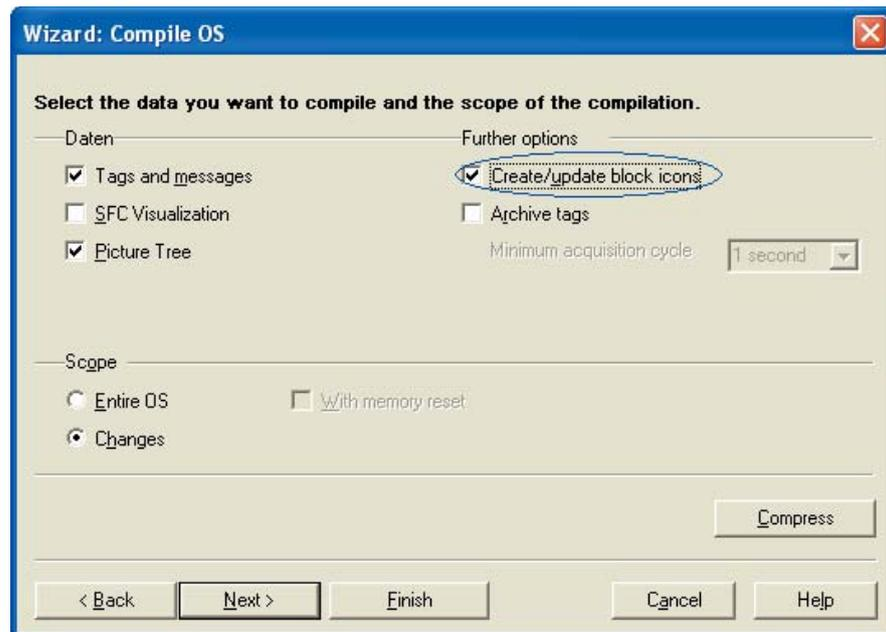 Wizard: Compile OS
Select the data you want to compile and the scope of the compilation.
Daten
Tags and messages
SFC Visualization
Picture Tree
Further options
Create/update block icons
Archive tags
Minimum acquisition cycle 1 second
Scope
Entire OS With memory reset
Changes
Compress
< Back Next > Finish Cancel Help